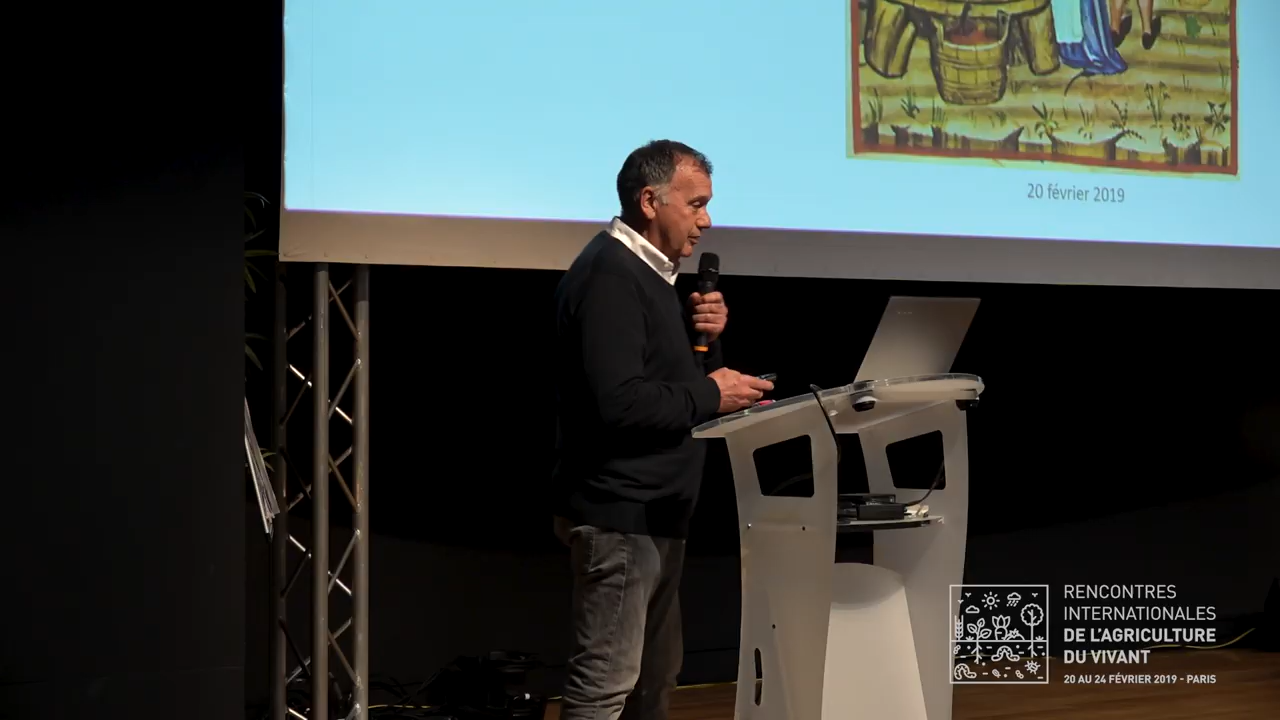 20 février 2019
RENCONTRES
INTERNATIONALES
DE L'AGRICULTURE
DU VIVANT
20 AU 24 FÉVRIER 2019 - PARIS